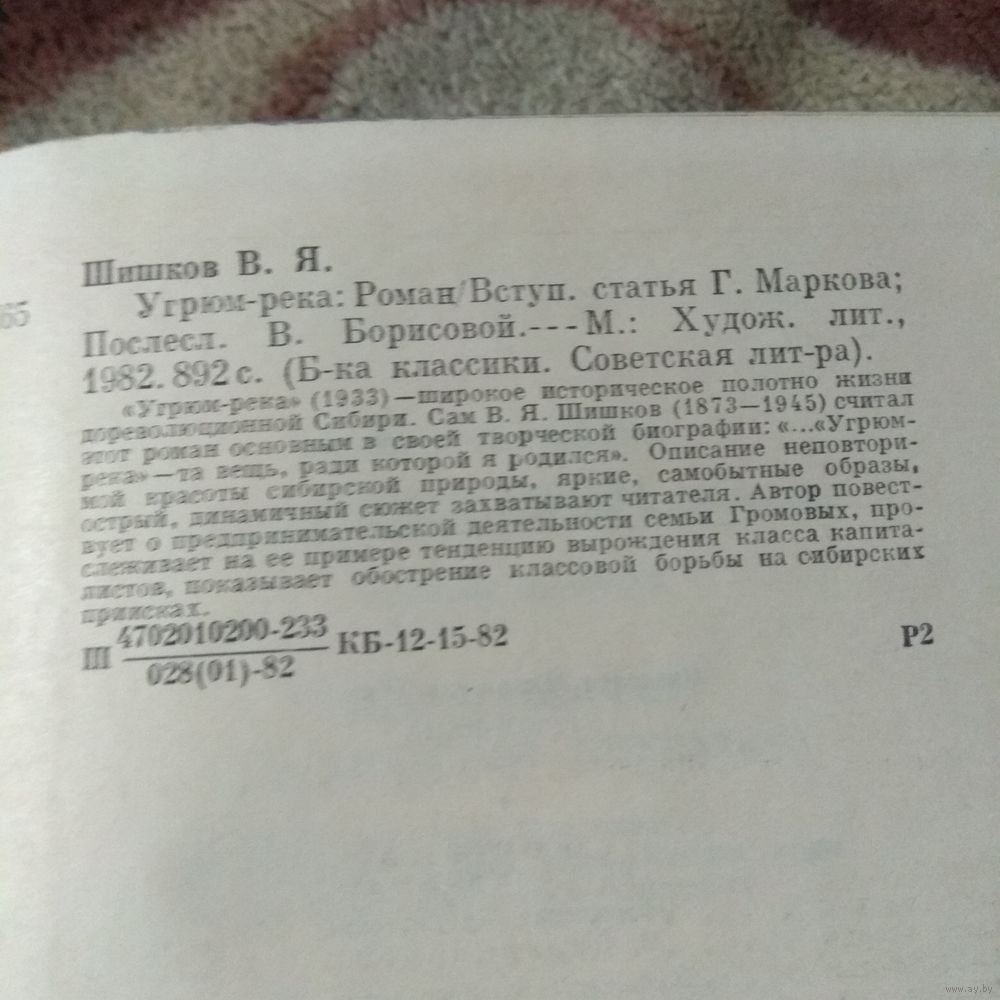 Шишков В. Я.
65 Угрюм-река: Роман/Вступ. статья Г. Маркова;
Послесл. В. Борисовой.--- М.: Худож. лит.,
1982. 892 с. (Б-ка классики. Советская лит-ра).
«Угрюм-река» (1933) — широкое историческое полотно жизни
дореволюционной Сибири. Сам В. Я. Шишков (1873—1945) считал
этот роман основным в своей творческой биографии: «...«Угрюм-
река» — та вещь, ради которой я родился». Описание неповтори-
мой красоты сибирской природы, яркие, самобытные образы,
острый, динамичный сюжет захватывают читателя. Автор повест-
вует о предпринимательской деятельности семьи Громовых, про-
слеживает на ее примере тенденцию вырождения класса капита-
листов, показывает обострение классовой борьбы на сибирских
приисках.
Ш 4702010200-233 КБ-12-15-82 Р2
028(01)-82
www.ay.by